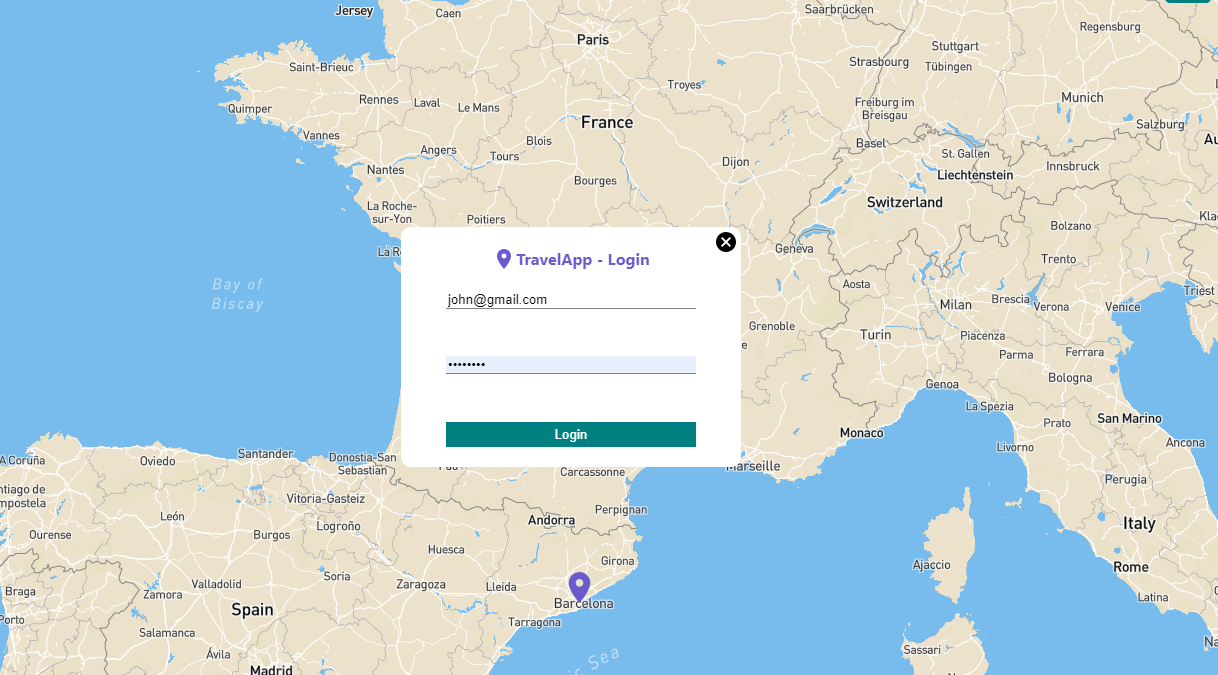 Jersey
Caen
Saarbrücken
Regensburg
Paris
Stuttgart
Strasbourg
Tübingen
Saint-Brieuc
Troyes
Munich
Rennes
Laval
Le Mans
Quimper
Freiburg im
Breisgau
France
Salzburg
Vannes
Blois
Basel
Angers
Tours
Dijon
St. Gallen
Nantes
Innsbruck
Liechtenstein
Bourges
La Roche-
sur-Yon
Switzerland
Poitiers
Bolzano
Geneva
Trento
TravelApp - Login
Bay of
Biscay
Aosta
Triest
john@gmail.com
Milan
Brescia
Verona
Venice
Grenoble
Turin
Piacenza
Parma
Ferrara
••••••••
Bologna
Genoa
La Spezia
San Marino
Prato
Login
Monaco
Ancona
Livorno
Santander
Donostia-San
Sebastián
A Coruña
Oviedo
Marseille
Carcassonne
Perugia
ntiago de
mpostela
Vitoria-Gasteiz
Perpignan
León
Logroño
Andorra
Italy
Ourense
Burgos
Huesca
Girona
Ajaccio
Rome
Soria
Zaragoza
Lleida
Valladolid
Braga
Zamora
Latina
Barcelona
Spain
Porto
Tarragona
Salamanca
Sassari
Ávila
Madrid
ic Sea